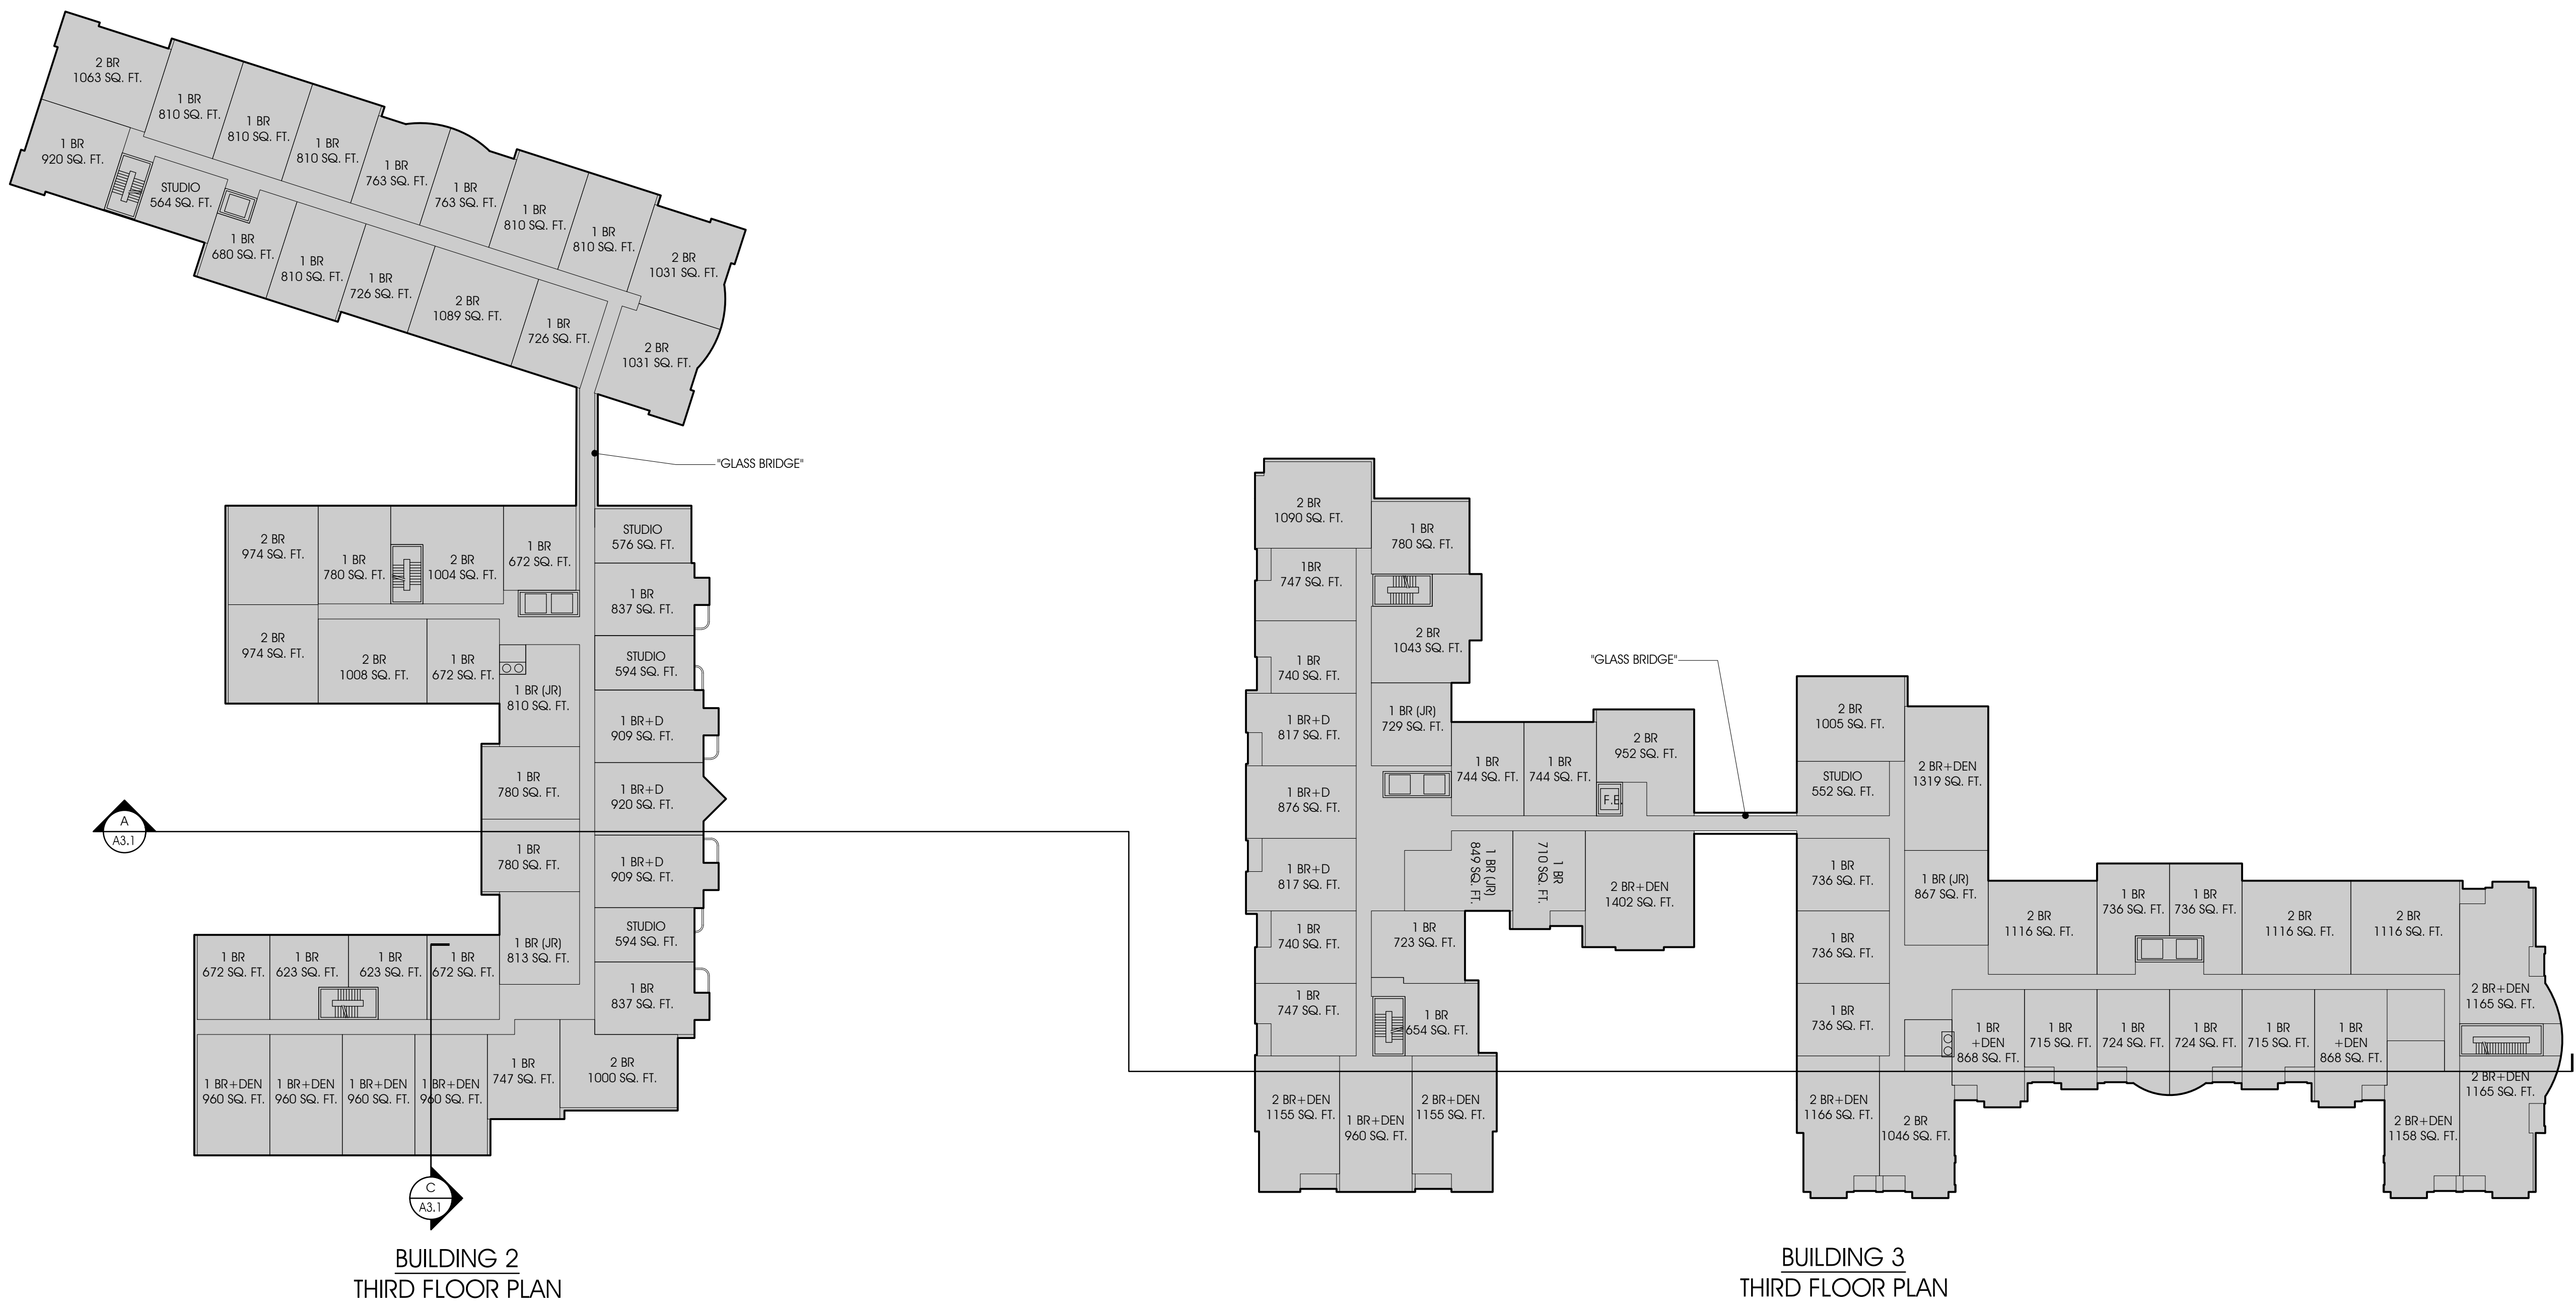 2 BR
1063 SQ. FT.
1 BR
810 SQ. FT.
1 BR
810 SQ. FT.
1 BR
810 SQ. FT.
1 BR
763 SQ. FT.
1 BR
763 SQ. FT.
1 BR
810 SQ. FT.
1 BR
810 SQ. FT.
2 BR
1031 SQ. FT.
1 BR
920 SQ. FT.
STUDIO
564 SQ. FT.
1 BR
680 SQ. FT.
1 BR
810 SQ. FT.
1 BR
726 SQ. FT.
2 BR
1089 SQ. FT.
1 BR
726 SQ. FT.
2 BR
1031 SQ. FT.
"GLASS BRIDGE"
2 BR
974 SQ. FT.
1 BR
780 SQ. FT.
2 BR
1004 SQ. FT.
1 BR
672 SQ. FT.
STUDIO
576 SQ. FT.
1 BR
837 SQ. FT.
2 BR
974 SQ. FT.
2 BR
1008 SQ. FT.
1 BR
672 SQ. FT.
STUDIO
594 SQ. FT.
1 BR (JR)
810 SQ. FT.
1 BR+D
909 SQ. FT.
1 BR
780 SQ. FT.
1 BR+D
920 SQ. FT.
A
A3.1
1 BR
780 SQ. FT.
1 BR+D
909 SQ. FT.
1 BR (JR)
813 SQ. FT.
STUDIO
594 SQ. FT.
1 BR
672 SQ. FT.
1 BR
623 SQ. FT.
1 BR
623 SQ. FT.
1 BR
672 SQ. FT.
1 BR
837 SQ. FT.
1 BR+DEN
960 SQ. FT.
1 BR+DEN
960 SQ. FT.
1 BR+DEN
960 SQ. FT.
1 BR+DEN
960 SQ. FT.
1 BR
747 SQ. FT.
2 BR
1000 SQ. FT.
C
A3.1
BUILDING 2
THIRD FLOOR PLAN
2 BR
1090 SQ. FT.
1 BR
780 SQ. FT.
1BR
747 SQ. FT.
2 BR
1043 SQ. FT.
1 BR
740 SQ. FT.
1 BR+D
817 SQ. FT.
1 BR (JR)
729 SQ. FT.
1 BR
744 SQ. FT.
1 BR
744 SQ. FT.
2 BR
952 SQ. FT.
F.E.
1 BR+D
876 SQ. FT.
1 BR+D
817 SQ. FT.
1 BR (JR)
849 SQ. FT.
1 BR
710 SQ. FT.
2 BR+DEN
1402 SQ. FT.
1 BR
740 SQ. FT.
1 BR
723 SQ. FT.
1 BR
747 SQ. FT.
1 BR
654 SQ. FT.
2 BR+DEN
1155 SQ. FT.
1 BR+DEN
960 SQ. FT.
2 BR+DEN
1155 SQ. FT.
"GLASS BRIDGE"
2 BR
1005 SQ. FT.
STUDIO
552 SQ. FT.
2 BR+DEN
1319 SQ. FT.
1 BR
736 SQ. FT.
1 BR (JR)
867 SQ. FT.
1 BR
736 SQ. FT.
1 BR
736 SQ. FT.
2 BR
1116 SQ. FT.
1 BR
736 SQ. FT.
1 BR
736 SQ. FT.
2 BR
1116 SQ. FT.
2 BR
1116 SQ. FT.
2 BR+DEN
1165 SQ. FT.
1 BR
+DEN
868 SQ. FT.
1 BR
715 SQ. FT.
1 BR
724 SQ. FT.
1 BR
724 SQ. FT.
1 BR
715 SQ. FT.
1 BR
+DEN
868 SQ. FT.
2 BR+DEN
1165 SQ. FT.
2 BR+DEN
1166 SQ. FT.
2 BR
1046 SQ. FT.
2 BR+DEN
1158 SQ. FT.
BUILDING 3
THIRD FLOOR PLAN